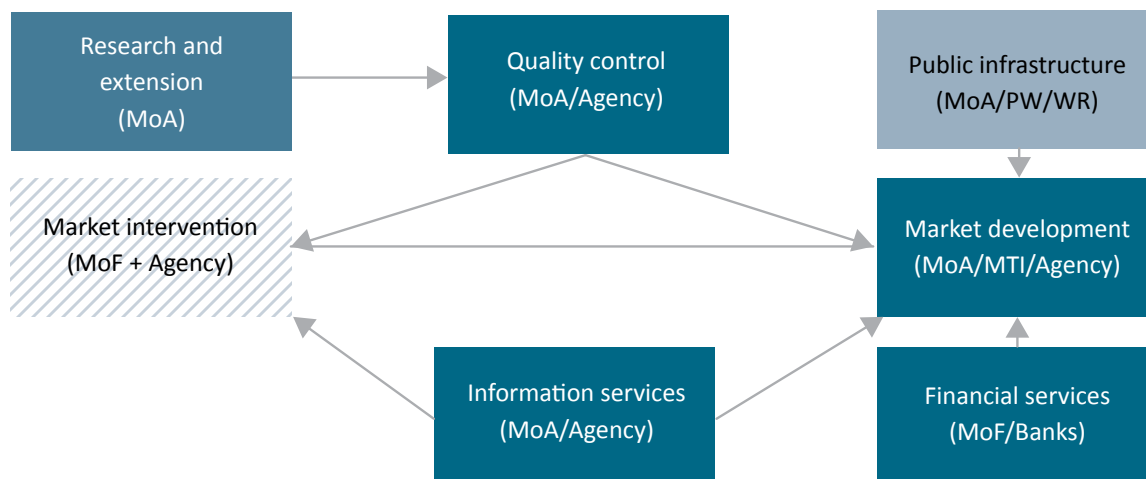 Research and
extension
(MoA)
Quality control
(MoA/Agency)
Public infrastructure
(MoA/PW/WR)
Market intervention
(MoF + Agency)
Market development
(MoA/MTI/Agency)
Information services
(MoA/Agency)
Financial services
(MoF/Banks)